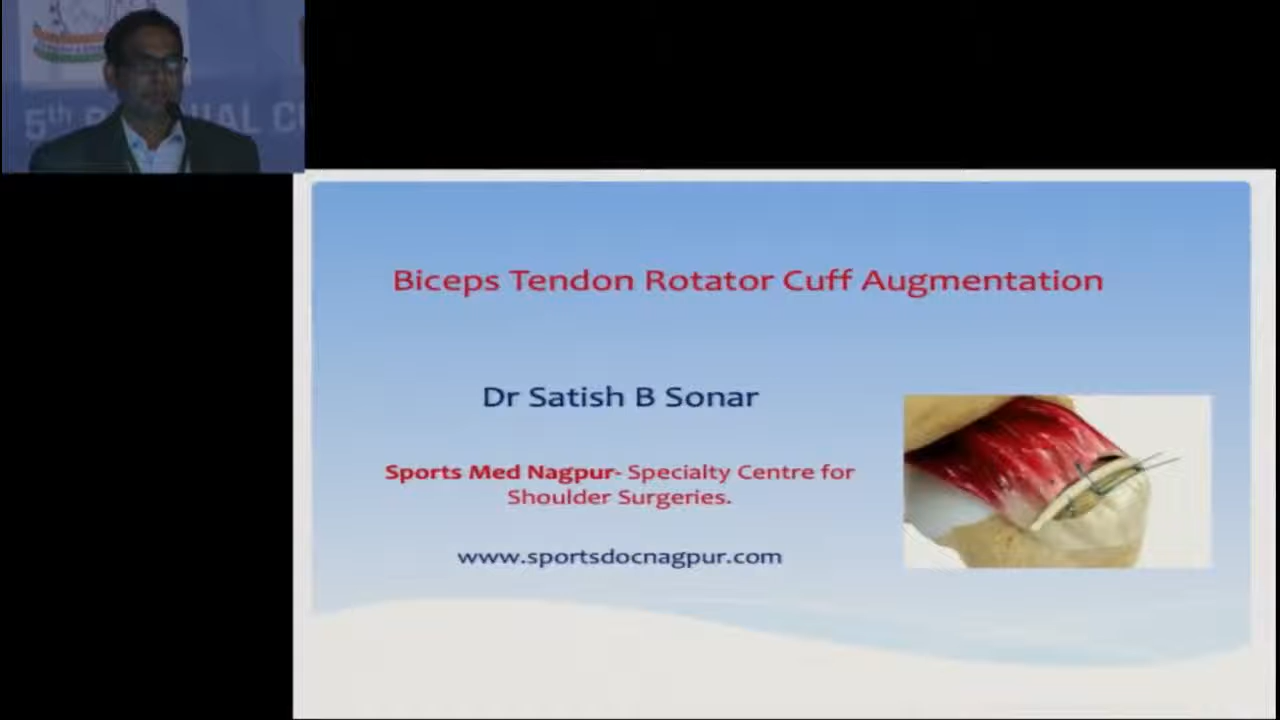 5th
Biceps Tendon Rotator Cuff Augmentation
Dr Satish B Sonar
Sports Med Nagpur- Specialty Centre for
Shoulder Surgeries.
www.sportsdocnagpur.com